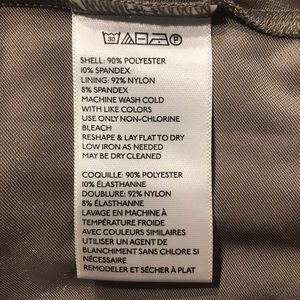 30 P
SHELL: 90% POLYESTER
10% SPANDEX
LINING: 92% NYLON
8% SPANDEX
MACHINE WASH COLD
WITH LIKE COLORS
USE ONLY NON-CHLORINE
BLEACH
RESHAPE & LAY FLAT TO DRY
LOW IRON AS NEEDED
MAY BE DRY CLEANED
COQUILLE: 90% POLYESTER
10% ÉLASTHANNE
DOUBLURE: 92% NYLON
8% ÉLASTHANNE
LAVAGE EN MACHINE À
TEMPÉRATURE FROIDE
AVEC COULEURS SIMILAIRES
UTILISER UN AGENT DE
BLANCHIMENT SANS CHLORE SI
NÉCESSAIRE
REMODELER ET SÉCHER À PLAT